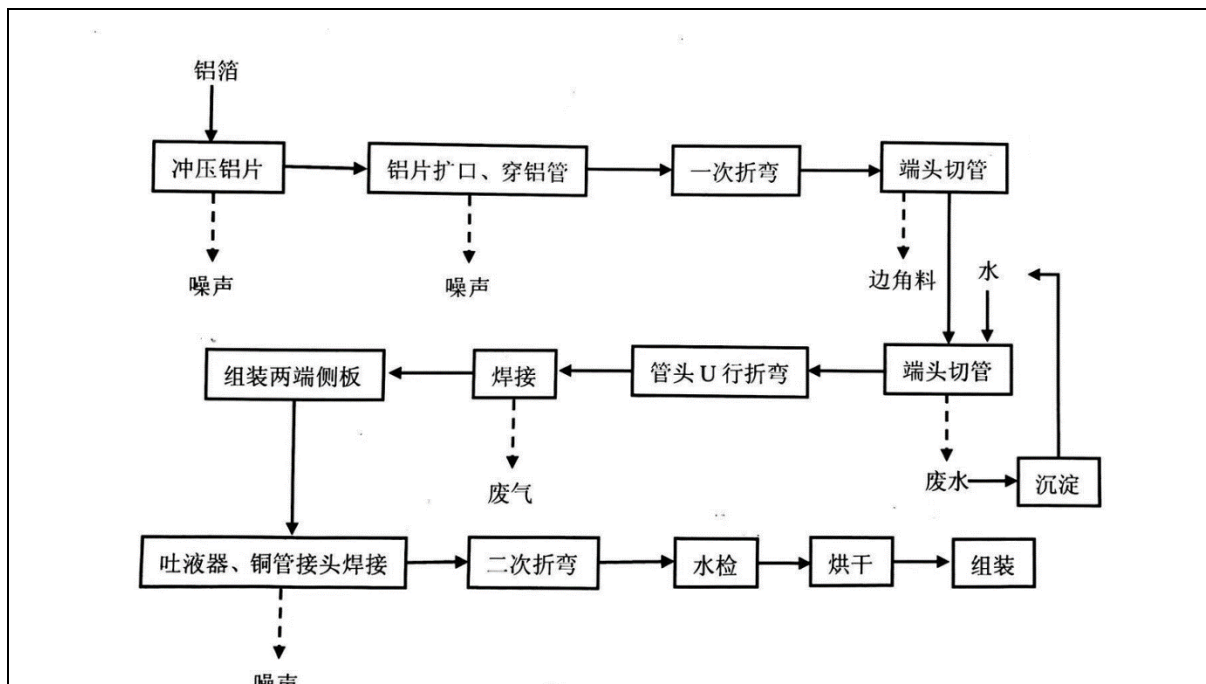 铝箔
冲压铝片
铝片扩口、穿铝管
一次折弯
端头切管
噪声
噪声
边角料
水
组装两端侧板
焊接
管头 U 行折弯
端头切管
废气
废水
沉淀
吐液器、铜管接头焊接
二次折弯
水检
烘干
组装
噪声